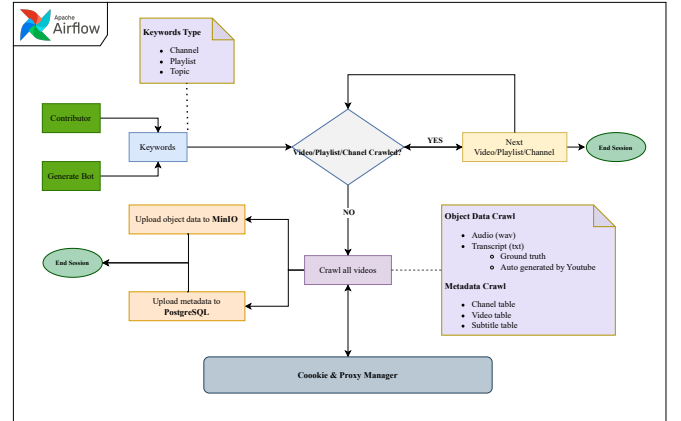 Apache
Airflow
Keywords Type
Channel
Playlist
Topic
Contributor
Keywords
Generate Bot
Video/Playlist/Chanel Crawled?
YES
Next
Video/Playlist/Channel
End Session
NO
Upload object data to MinIO
End Session
Upload metadata to
PostgreSQL
Crawl all videos
Object Data Crawl
Audio (wav)
Transcript (txt)
Ground truth
Auto generated by Youtube
Metadata Crawl
Chanel table
Video table
Subtitle table
Coookie & Proxy Manager